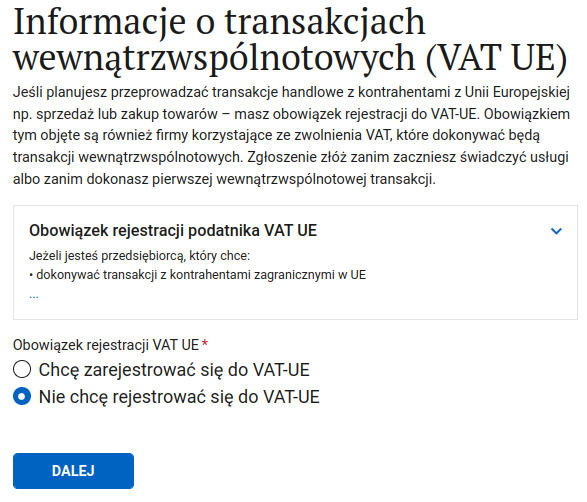 Informacje o transakcjach
wewnątrzwspólnotowych (VAT UE)
Jeśli planujesz przeprowadzać transakcje handlowe z kontrahentami z Unii Europejskiej
np. sprzedaż lub zakup towarów – masz obowiązek rejestracji do VAT-UE. Obowiązkiem
tym objęte są również firmy korzystające ze zwolnienia VAT, które dokonywać będą
transakcji wewnątrzwspólnotowych. Zgłoszenie złóż zanim zaczniesz świadczyć usługi
albo zanim dokonasz pierwszej wewnątrzwspólnotowej transakcji.
Obowiązek rejestracji podatnika VAT UE
Jeżeli jesteś przedsiębiorcą, który chce:
• dokonywać transakcji z kontrahentami zagranicznymi w UE
...
Obowiązek rejestracji VAT UE *
Chcę zarejestrować się do VAT-UE
Nie chcę rejestrować się do VAT-UE
DALEJ